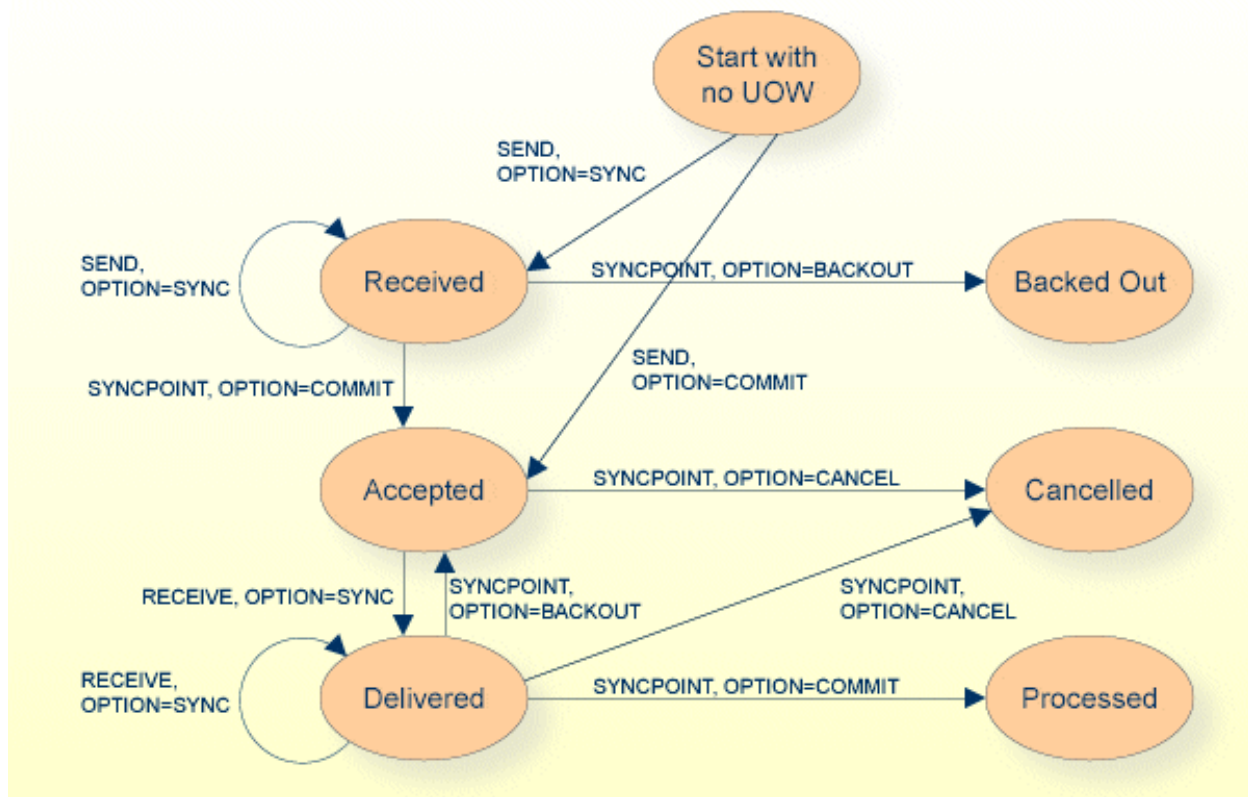 Start with
no UOW
SEND,
OPTION=SYNC
SEND,
OPTION=SYNC
Received
SYNCPOINT, OPTION=BACKOUT
Backed Out
SEND,
OPTION=COMMIT
SYNCPOINT, OPTION=COMMIT
Accepted
SYNCPOINT, OPTION=CANCEL
Cancelled
RECEIVE, OPTION=SYNC
SYNCPOINT,
OPTION=BACKOUT
SYNCPOINT,
OPTION=CANCEL
RECEIVE,
OPTION=SYNC
Delivered
SYNCPOINT, OPTION=COMMIT
Processed